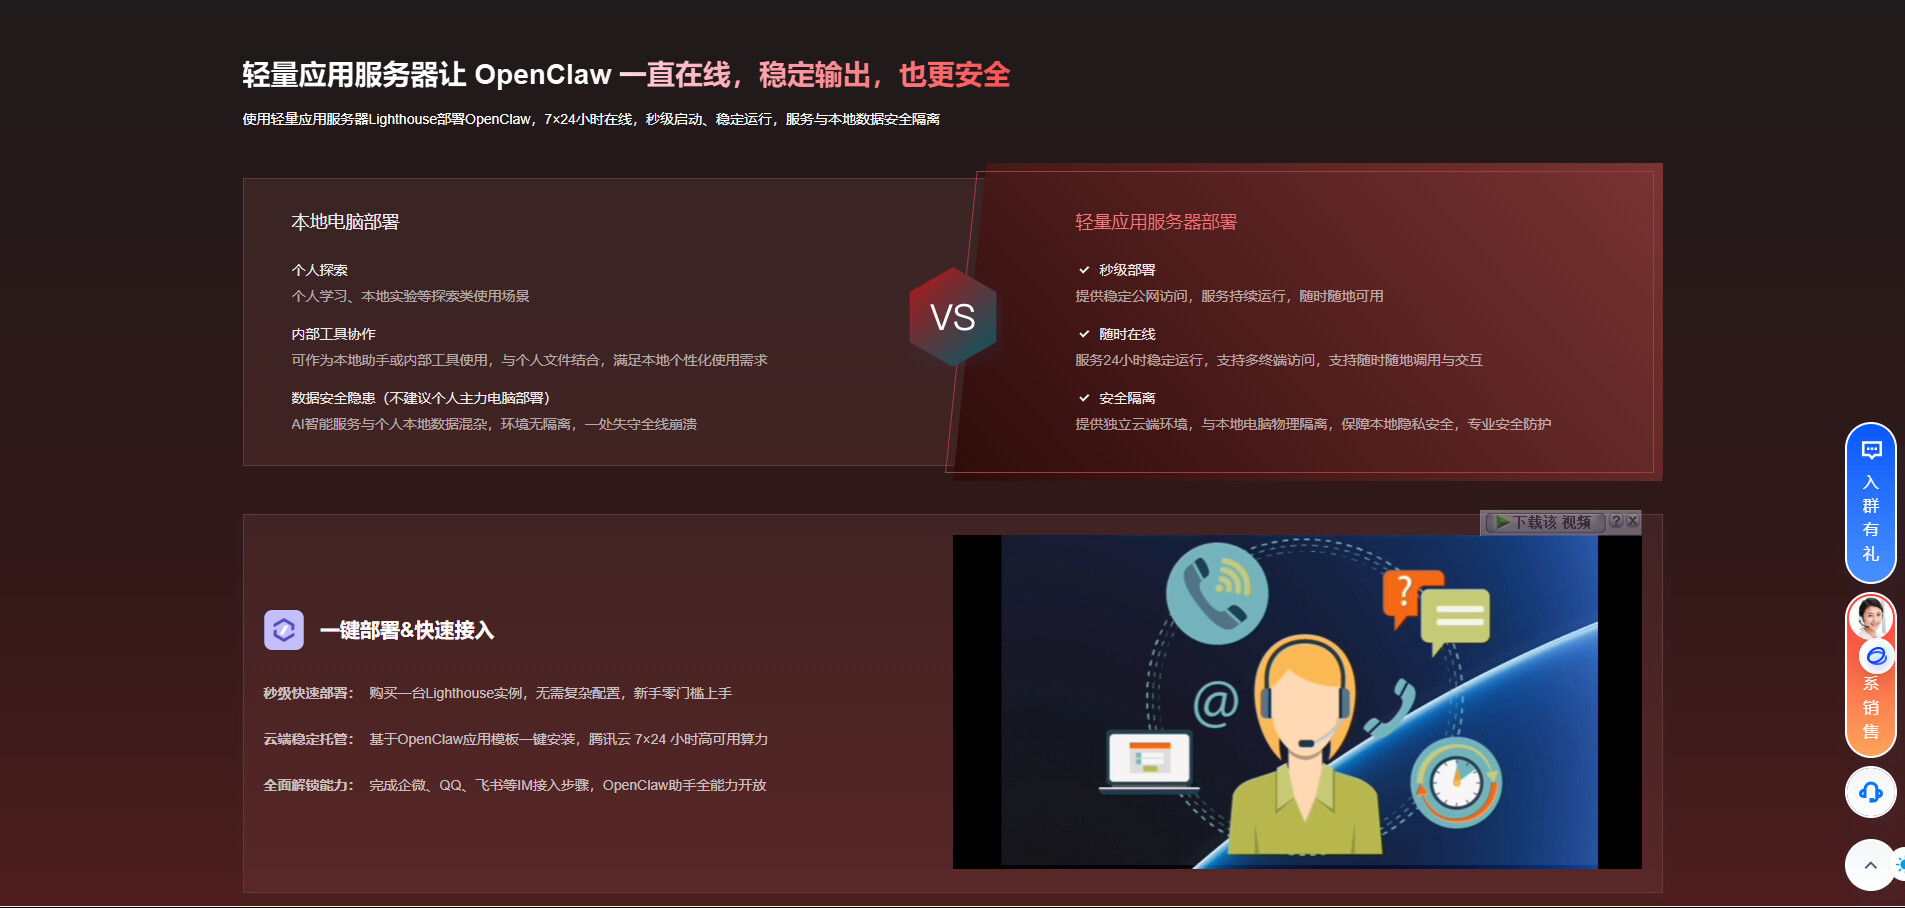 轻量应用服务器让 OpenClaw 一直在线，稳定输出，也更安全
使用轻量应用服务器Lighthouse部署OpenClaw，7×24小时在线，秒级启动、稳定运行，服务与本地数据安全隔离
本地电脑部署
个人探索
个人学习、本地实验等探索类使用场景
内部工具协作
可作为本地助手或内部工具使用，与个人文件结合，满足本地个性化使用需求
数据安全隐患（不建议个人主力电脑部署）
AI智能服务与个人本地数据混杂，环境无隔离，一处失守全线崩溃
VS
轻量应用服务器部署
秒级部署
提供稳定公网访问，服务持续运行，随时随地可用
随时在线
服务24小时稳定运行，支持多终端访问，支持随时随地调用与交互
安全隔离
提供独立云端环境，与本地电脑物理隔离，保障本地隐私安全，专业安全防护
一键部署&快速接入
秒级快速部署： 购买一台Lighthouse实例，无需复杂配置，新手零门槛上手
云端稳定托管： 基于OpenClaw应用模板一键安装，腾讯云 7×24 小时高可用算力
全面解锁能力： 完成企微、QQ、飞书等IM接入步骤，OpenClaw助手全能力开放
下载该 视频 ? X
?
@
入群有礼
系销售